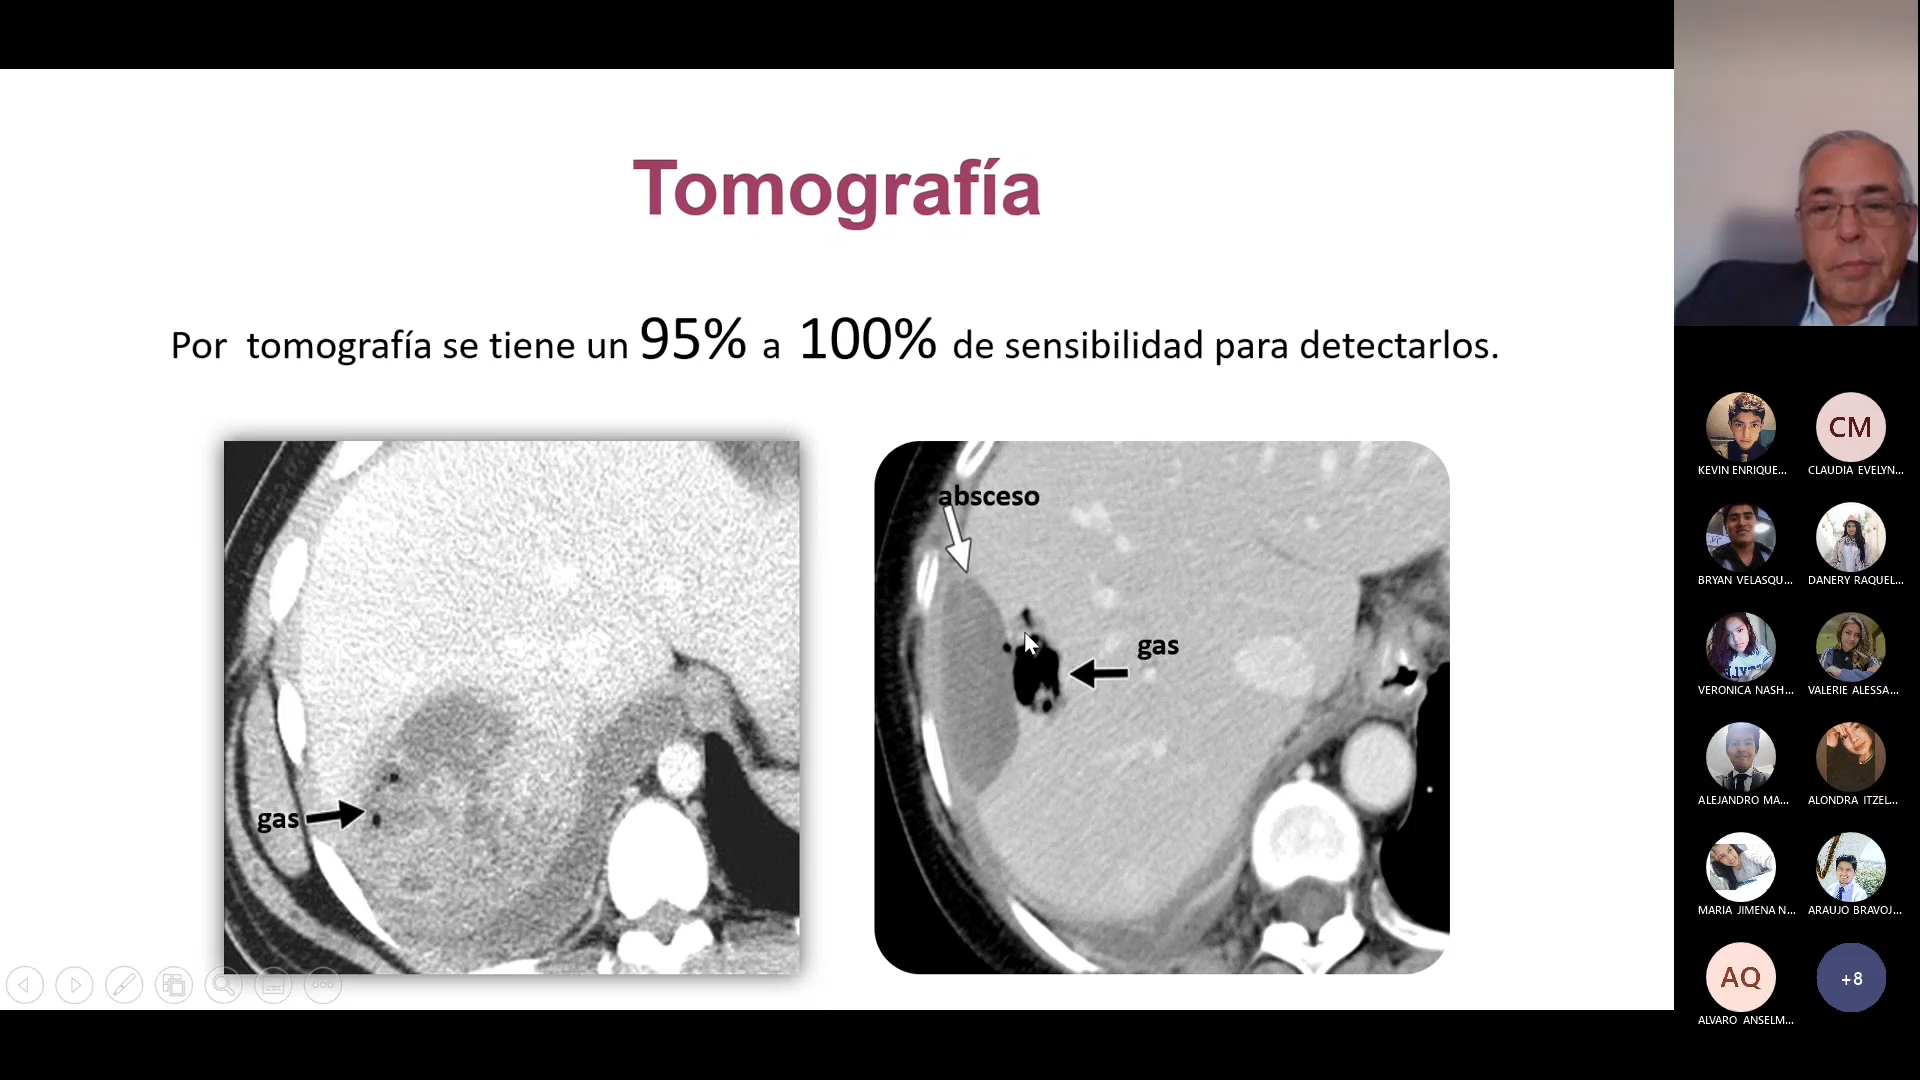 Tomografía
Por tomografía se tiene un 95% a 100% de sensibilidad para detectarlos.
gas
absceso
gas
KEVIN ENRIQUE...
CM
CLAUDIA EVELYN...
BRYAN VELASQU...
DANERY RAQUEL...
VERONICA NASH...
VALERIE ALESSA...
ALEJANDRO MA...
ALONDRA ITZEL...
MARIA JIMENA N...
ARAUJO BRAVOJ...
AQ
+8
ALVARO ANSELM...